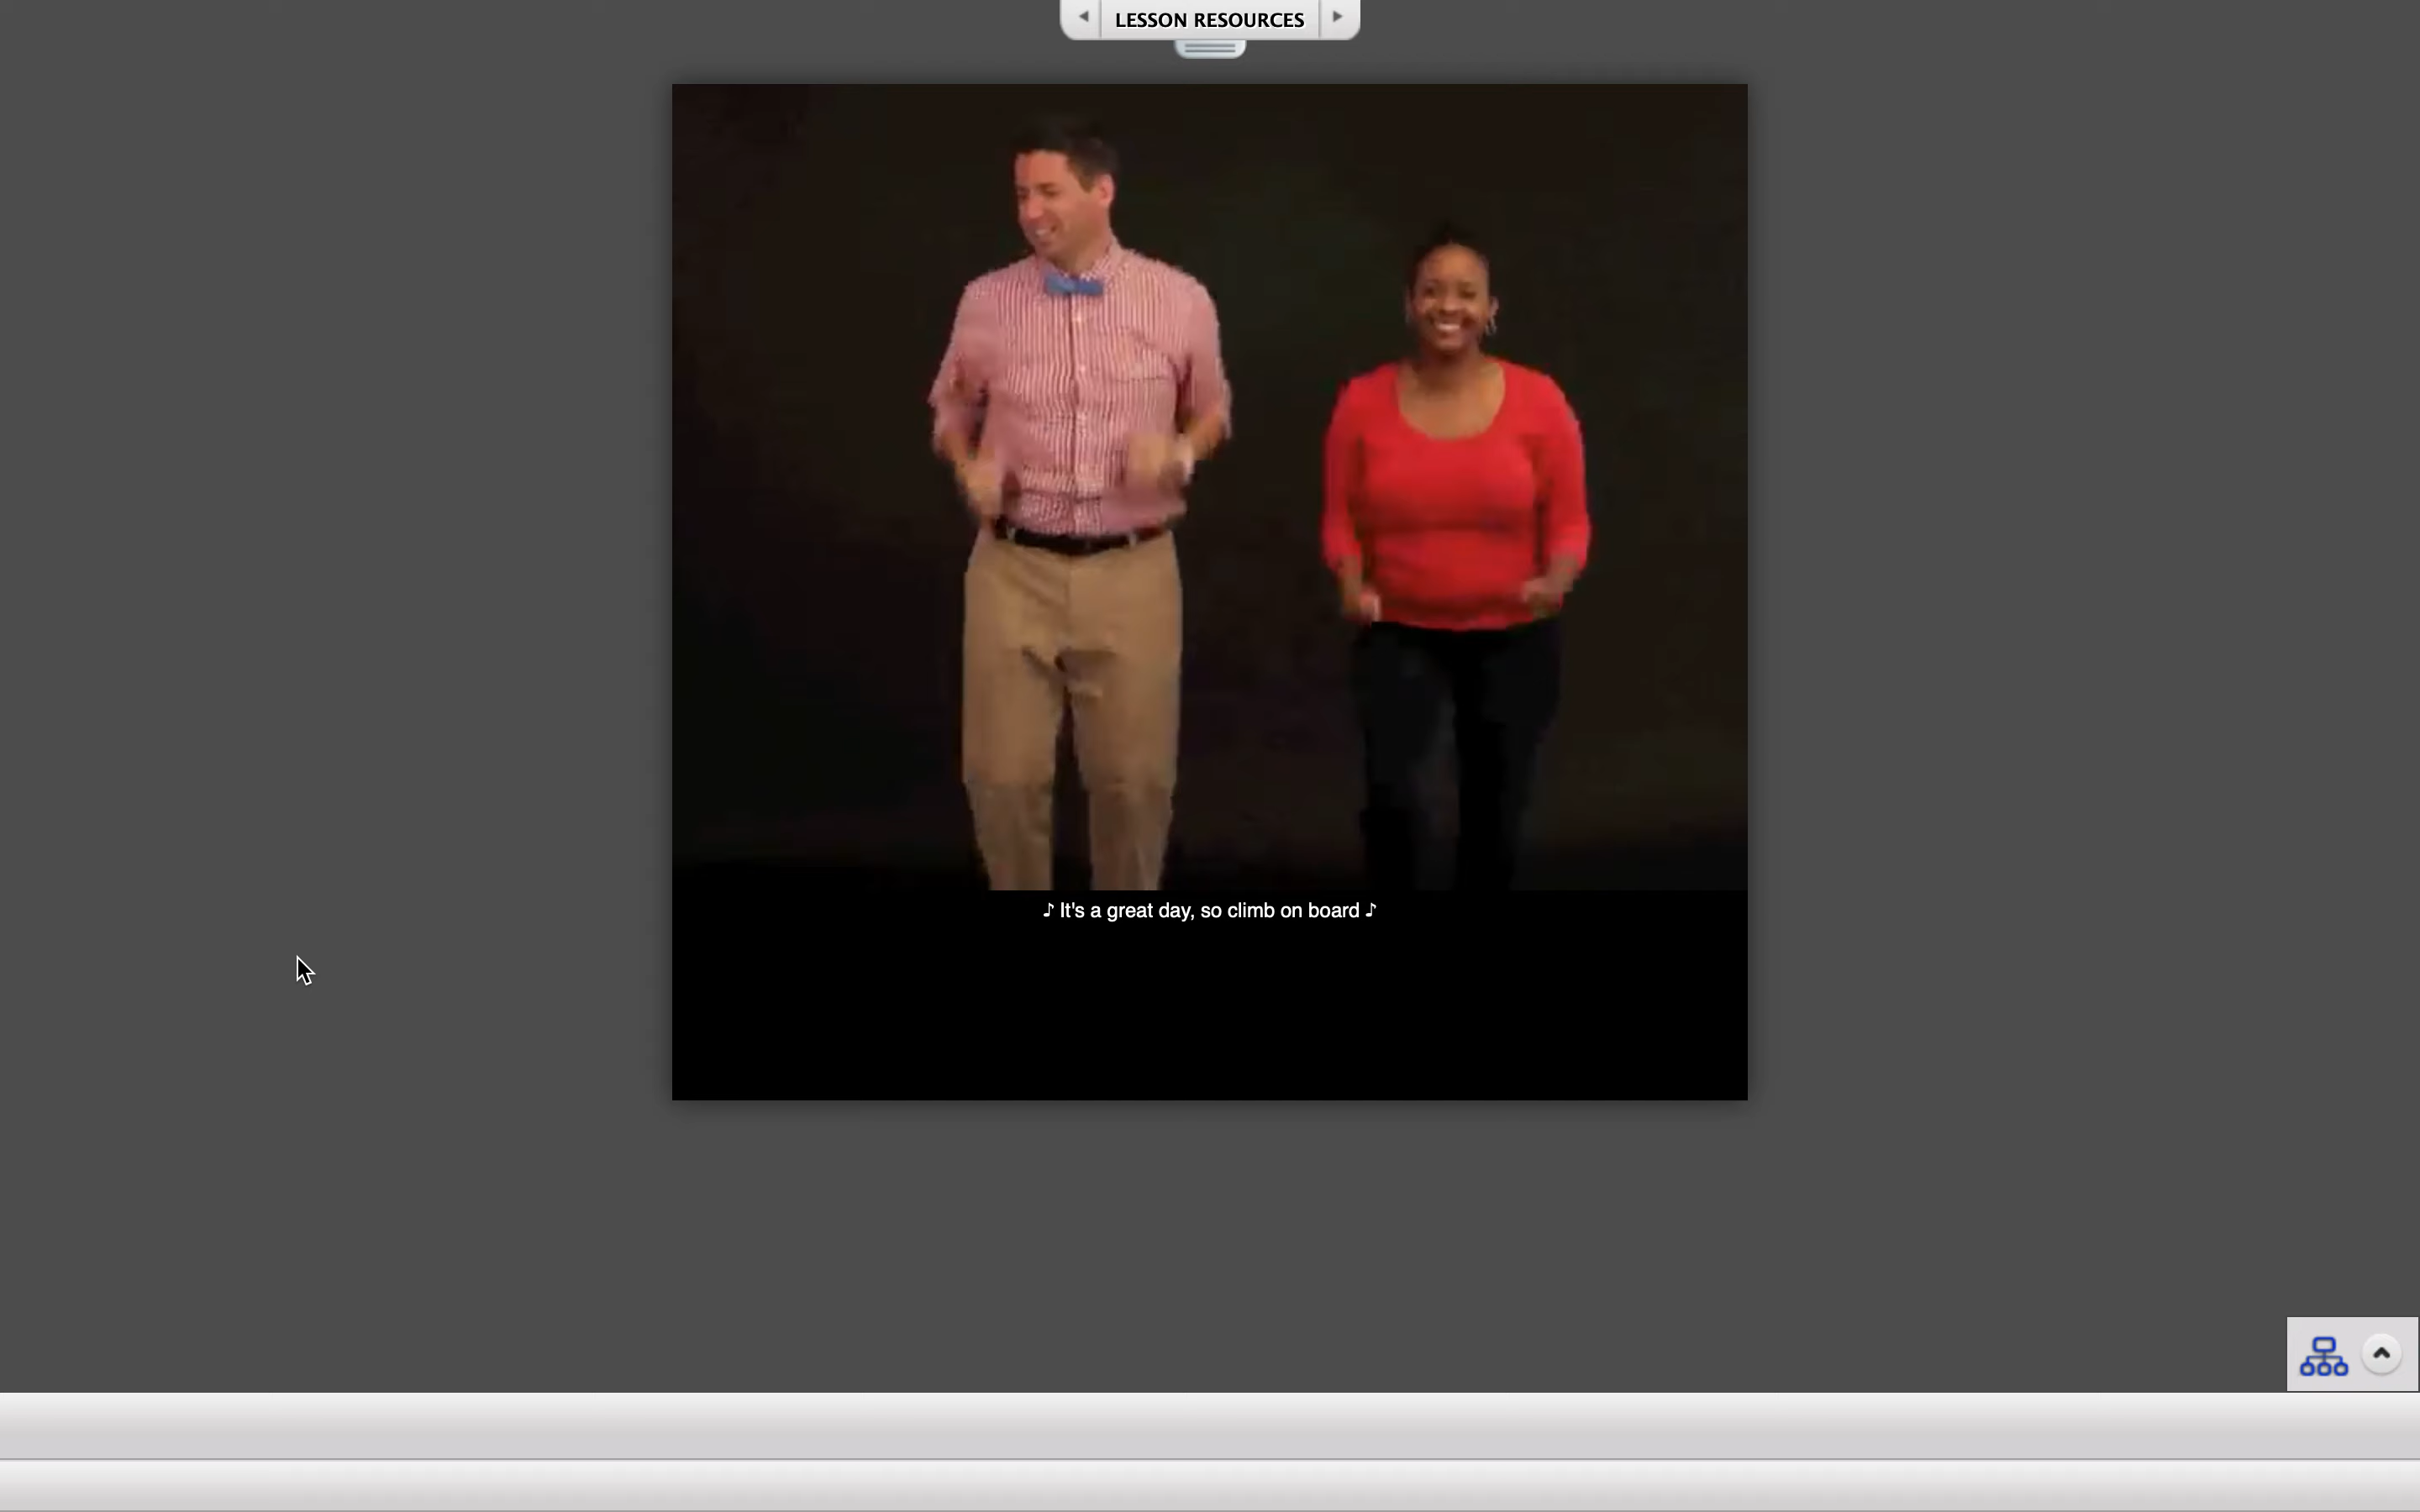 LESSON RESOURCES
♪ It's a great day, so climb on board ♪